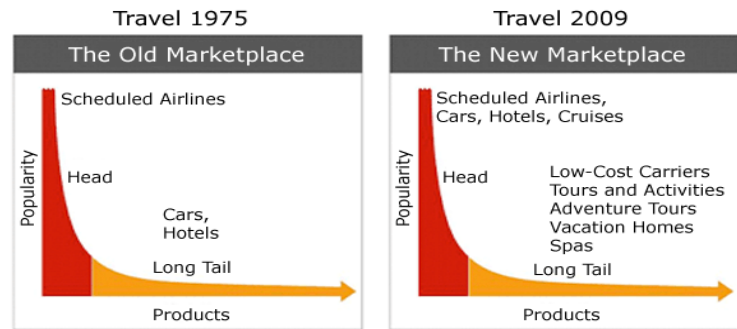 Travel 1975
The Old Marketplace
Scheduled Airlines
Head
Cars,
Hotels
Long Tail
Popularity
Products
Travel 2009
The New Marketplace
Scheduled Airlines,
Cars, Hotels, Cruises
Head
Low-Cost Carriers
Tours and Activities
Adventure Tours
Vacation Homes
Spas
Long Tail
Popularity
Products